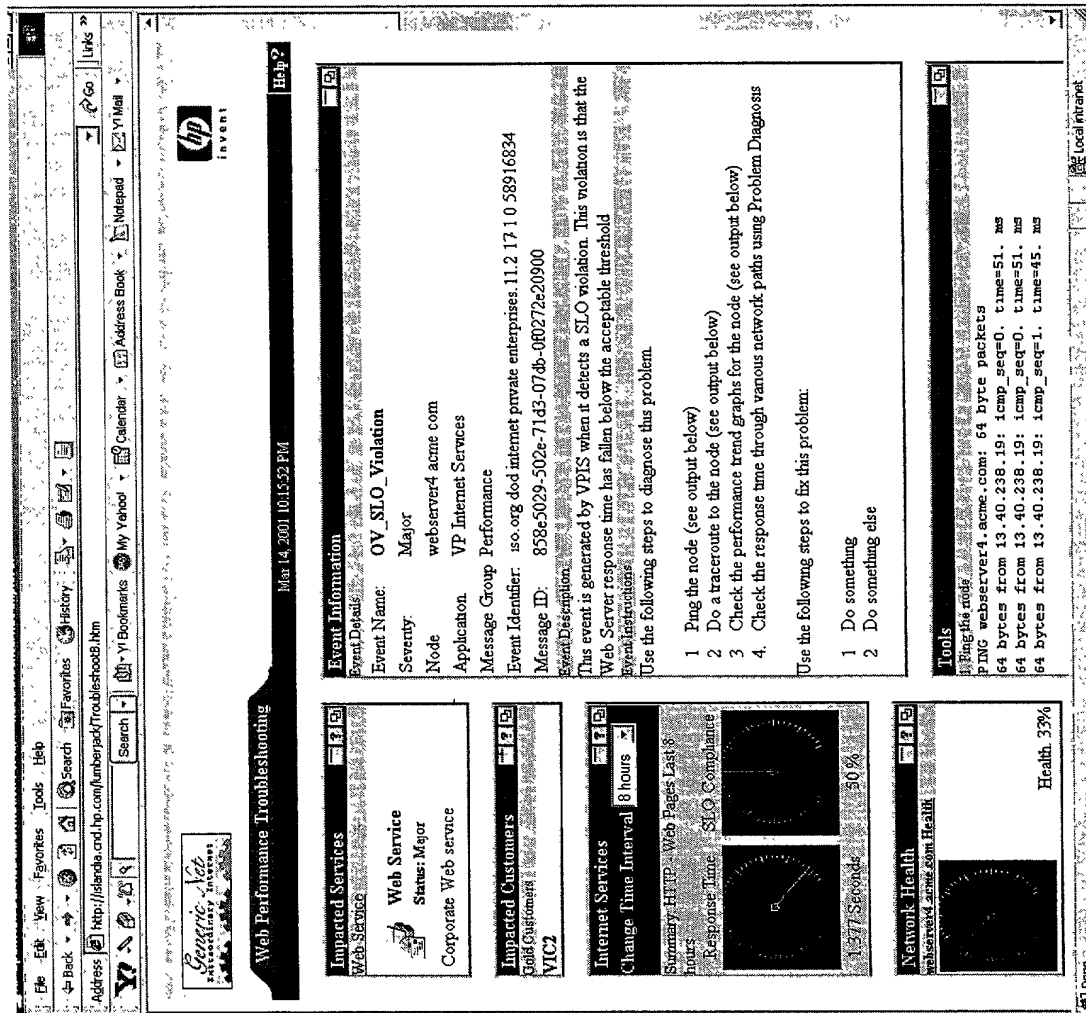 File Edit View Favorites Tools Help
Back Search Favorites History
Address http://islandia.cnd.hp.com/lumberjack/TroubleshootB.htm Go Links »
Y! Search Y! Bookmarks My Yahoo! Calendar Address Book Notepad Y! Mail
Generic Net
Extraordinary Internet
hp
invent
Web Performance Troubleshooting
Mar 14, 2001 10:15:52 PM
Help?
Impacted Services
Web Service
Web Service
Status: Major
Corporate Web service
Impacted Customers
Gold Customers
VIC2
Internet Services
Change Time Interval 8 hours
Summary HTTP - Web Pages Last 8
hours
Response Time SLO Compliance
1377 Seconds 50%
Network Health
webserver4.acme.com Health
Health 33%
Event Information
Event Details
Event Name: OV_SLO_Violation
Severity: Major
Node webserver4 acme com
Application VP Internet Services
Message Group Performance
Event Identifier: iso.org dod internet private enterprises.11.2 17 1 0 58916834
Message ID: 858e5029-502e-71d3-07db-0f0272e20900
Event Description
This event is generated by VPIS when it detects a SLO violation. This violation is that the
Web Server response time has fallen below the acceptable threshold
Event Instructions
Use the following steps to diagnose this problem.
1 Ping the node (see output below)
2 Do a traceroute to the node (see output below)
3 Check the performance trend graphs for the node (see output below)
4. Check the response time through various network paths using Problem Diagnosis
Use the following steps to fix this problem:
1 Do something
2 Do something else
Tools
1 Ping the node
PING webserver4.acme.com: 64 byte packets
64 bytes from 13.40.238.19: icmp_seq=0. time=51. ms
64 bytes from 13.40.238.19: icmp_seq=0. time=51. ms
64 bytes from 13.40.238.19: icmp_seq=1. time=45. ms
Local intranet